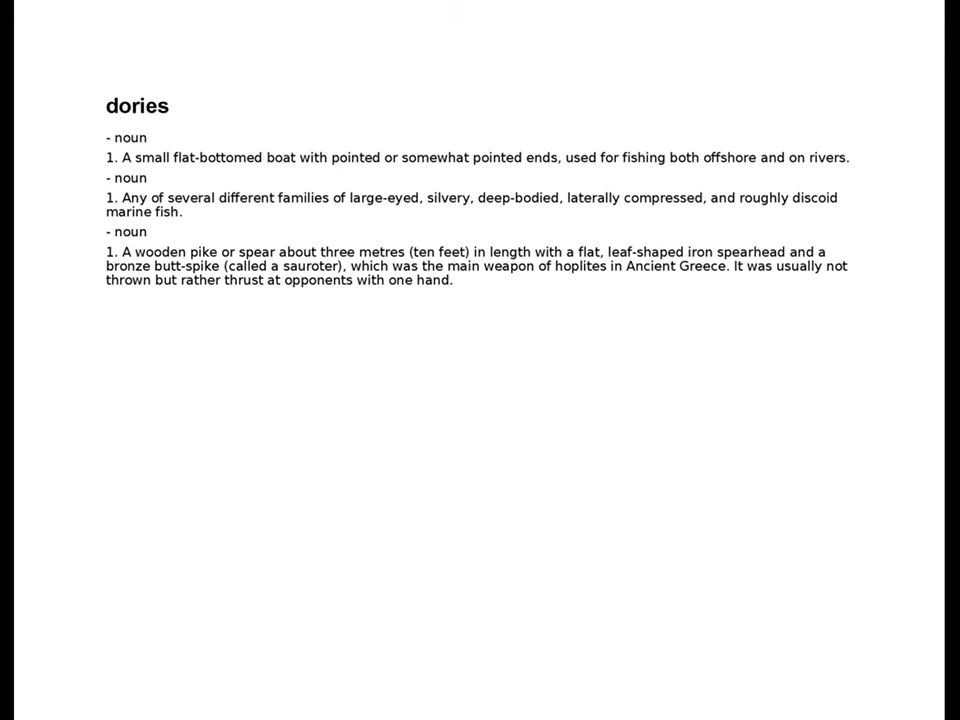 dories
- noun
1. A small flat-bottomed boat with pointed or somewhat pointed ends, used for fishing both offshore and on rivers.
- noun
1. Any of several different families of large-eyed, silvery, deep-bodied, laterally compressed, and roughly discoid
marine fish.
- noun
1. A wooden pike or spear about three metres (ten feet) in length with a flat, leaf-shaped iron spearhead and a
bronze butt-spike (called a sauroter), which was the main weapon of hoplites in Ancient Greece. It was usually not
thrown but rather thrust at opponents with one hand.